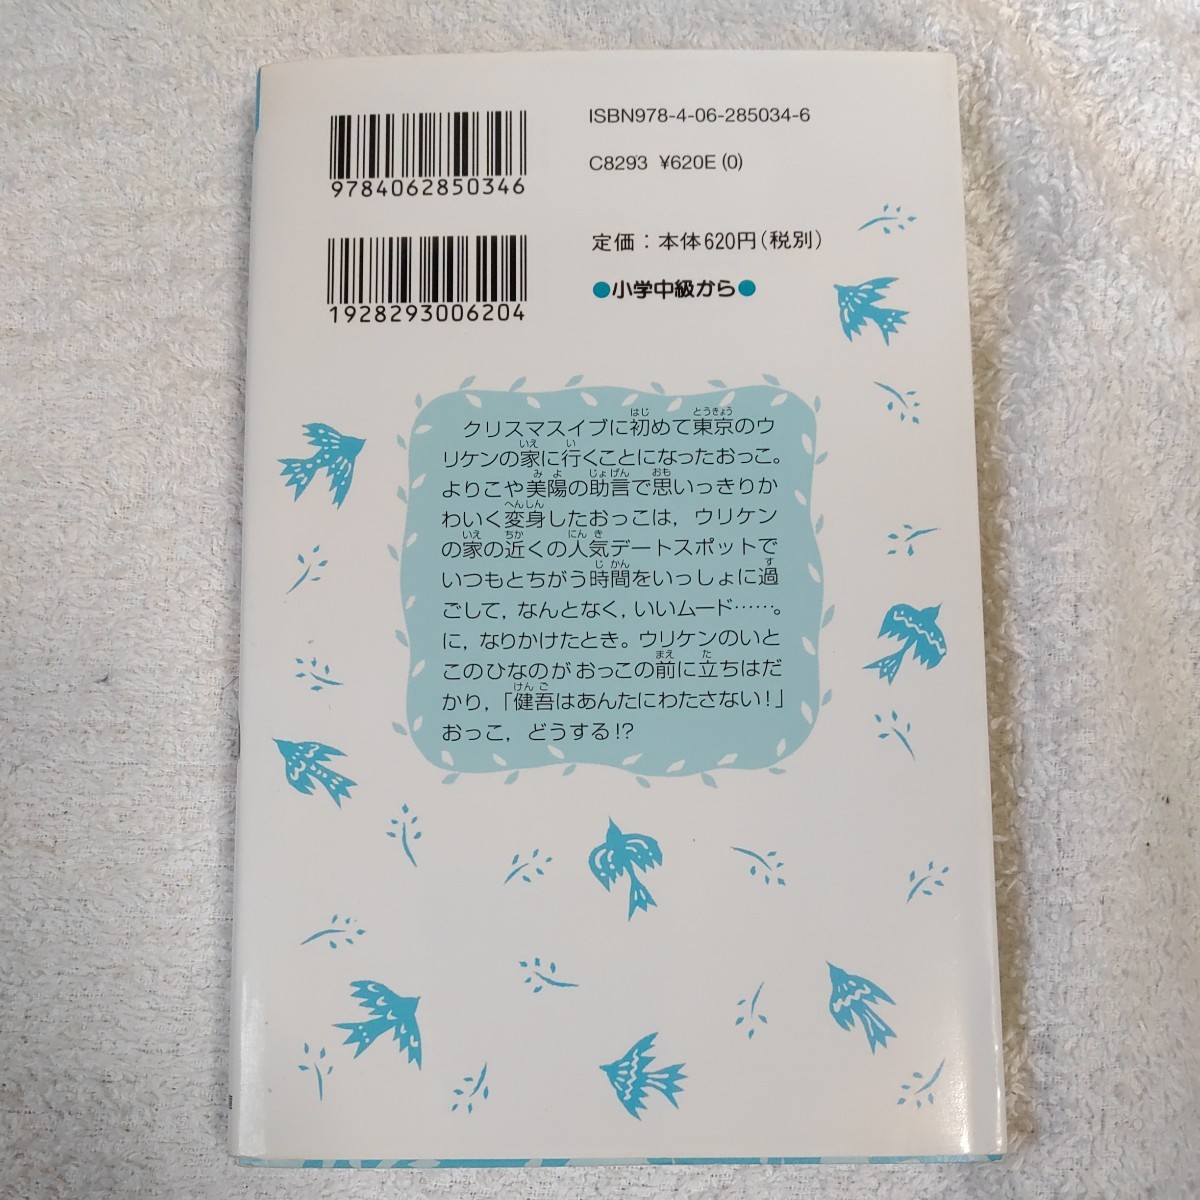 ISBN978-4-06-285034-6
9784062850346
C8293 ¥620E (0)
定価：本体620円(税別)
1928293006204
●小学中級から●
クリスマスイブに初めて東京のウ
リケンの家に行くことになったおっこ。
よりこや美陽の助言で思いっきりか
わいく変身したおっこは，ウリケン
の家の近くの人気デートスポットで
いつもとちがう時間をいっしょに過
ごして，なんとなく，いいムード……。
に，なりかけたとき。ウリケンのいと
このひなのがおっこの前に立ちはだ
かり，「健吾はあんたにわたさない！」
おっこ，どうする!?